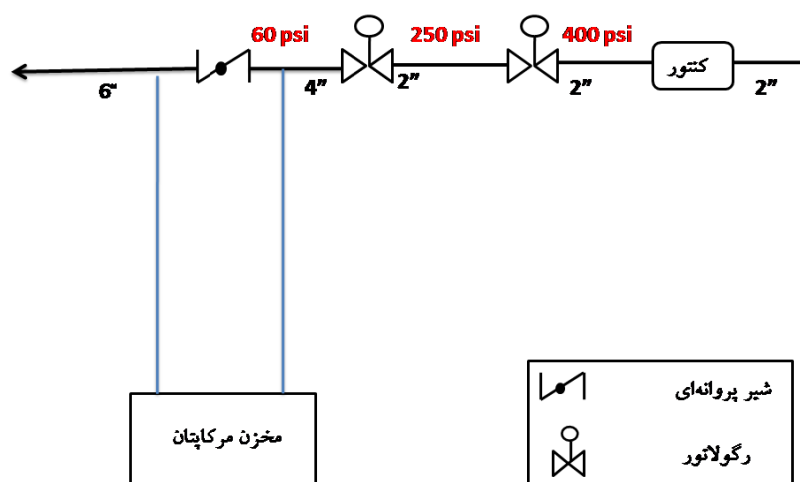 60 psi
250 psi
400 psi
کنتور
6“
4”
2”
2”
2”
مخزن مرکاپتان
شیر پروانه‌ای
رگولاتور